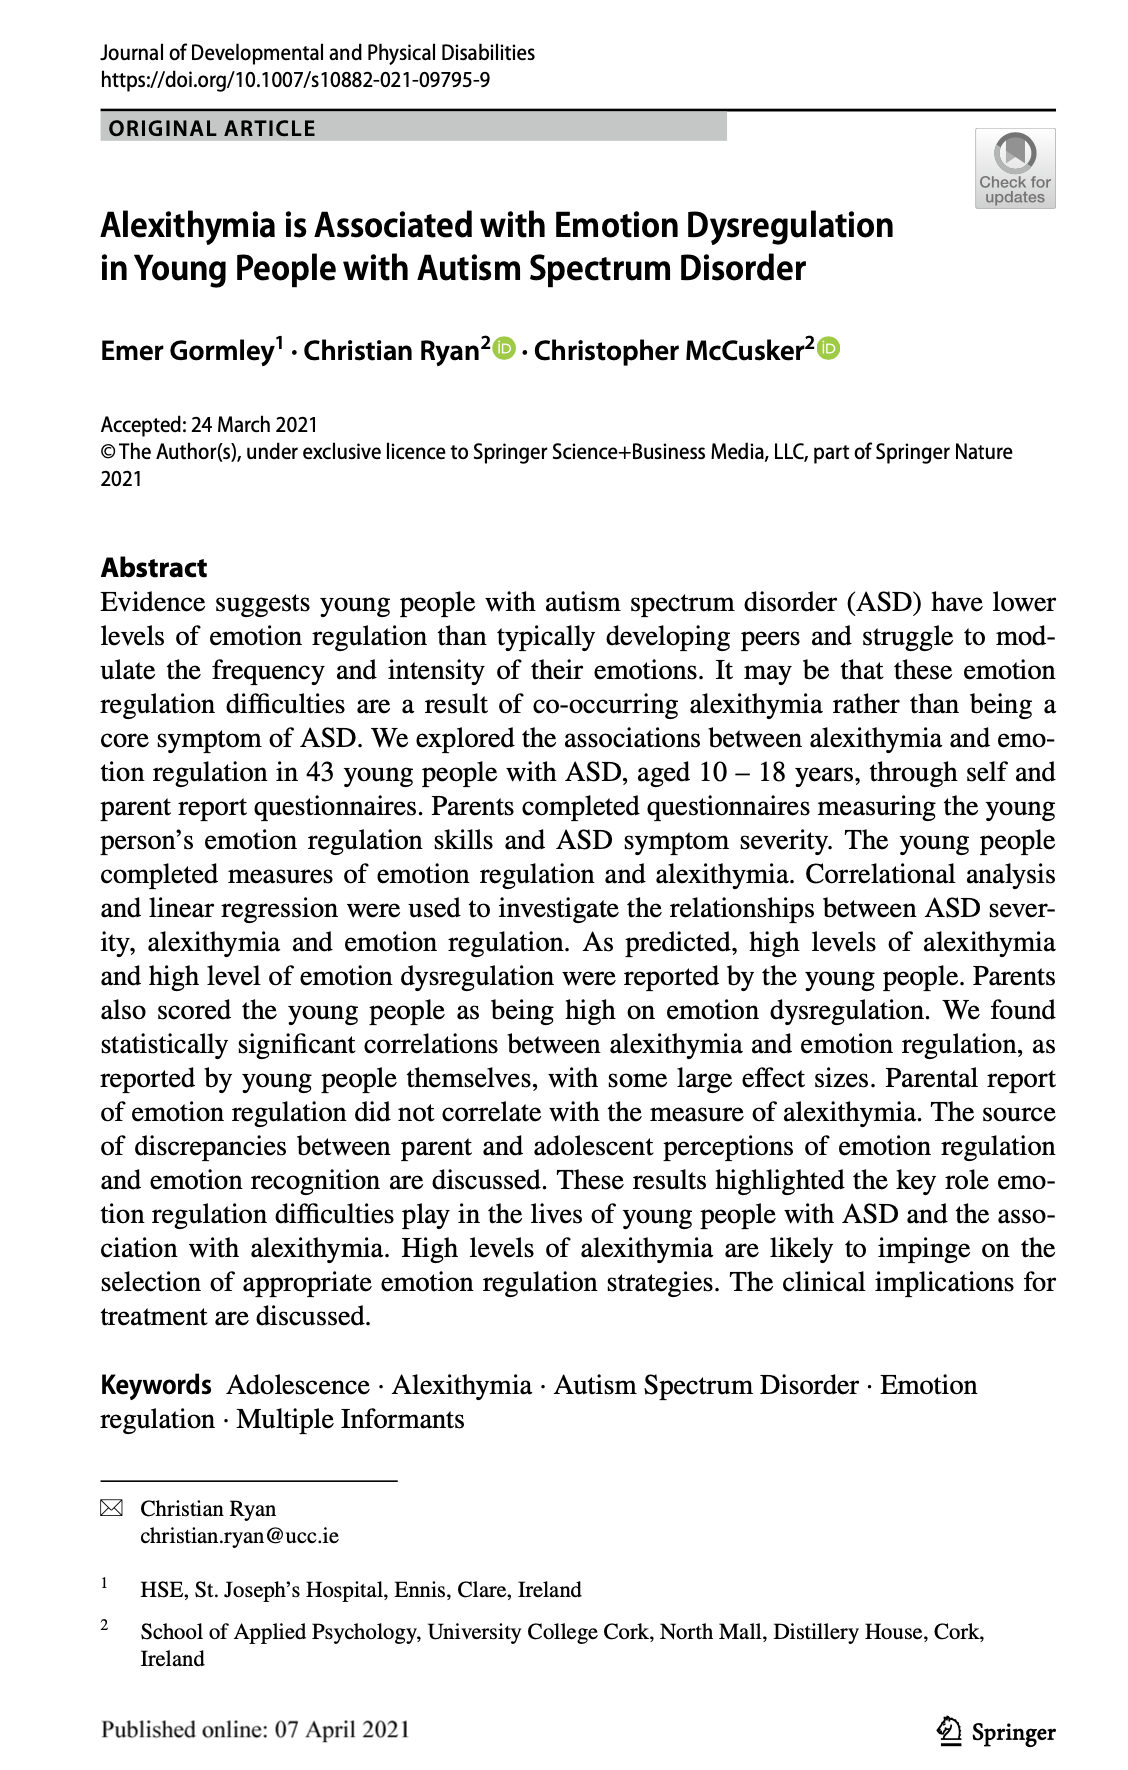 Journal of Developmental and Physical Disabilities
https://doi.org/10.1007/s10882-021-09795-9
ORIGINAL ARTICLE
Check for
updates
Alexithymia is Associated with Emotion Dysregulation
in Young People with Autism Spectrum Disorder
Emer Gormley1 · Christian Ryan2 iD · Christopher McCusker2 iD
Accepted: 24 March 2021
© The Author(s), under exclusive licence to Springer Science+Business Media, LLC, part of Springer Nature
2021
Abstract
Evidence suggests young people with autism spectrum disorder (ASD) have lower
levels of emotion regulation than typically developing peers and struggle to mod-
ulate the frequency and intensity of their emotions. It may be that these emotion
regulation difficulties are a result of co-occurring alexithymia rather than being a
core symptom of ASD. We explored the associations between alexithymia and emo-
tion regulation in 43 young people with ASD, aged 10 – 18 years, through self and
parent report questionnaires. Parents completed questionnaires measuring the young
person's emotion regulation skills and ASD symptom severity. The young people
completed measures of emotion regulation and alexithymia. Correlational analysis
and linear regression were used to investigate the relationships between ASD sever-
ity, alexithymia and emotion regulation. As predicted, high levels of alexithymia
and high level of emotion dysregulation were reported by the young people. Parents
also scored the young people as being high on emotion dysregulation. We found
statistically significant correlations between alexithymia and emotion regulation, as
reported by young people themselves, with some large effect sizes. Parental report
of emotion regulation did not correlate with the measure of alexithymia. The source
of discrepancies between parent and adolescent perceptions of emotion regulation
and emotion recognition are discussed. These results highlighted the key role emo-
tion regulation difficulties play in the lives of young people with ASD and the asso-
ciation with alexithymia. High levels of alexithymia are likely to impinge on the
selection of appropriate emotion regulation strategies. The clinical implications for
treatment are discussed.
Keywords Adolescence · Alexithymia · Autism Spectrum Disorder · Emotion
regulation · Multiple Informants
Christian Ryan
christian.ryan@ucc.ie
1 HSE, St. Joseph's Hospital, Ennis, Clare, Ireland
2 School of Applied Psychology, University College Cork, North Mall, Distillery House, Cork,
Ireland
Published online: 07 April 2021
Springer